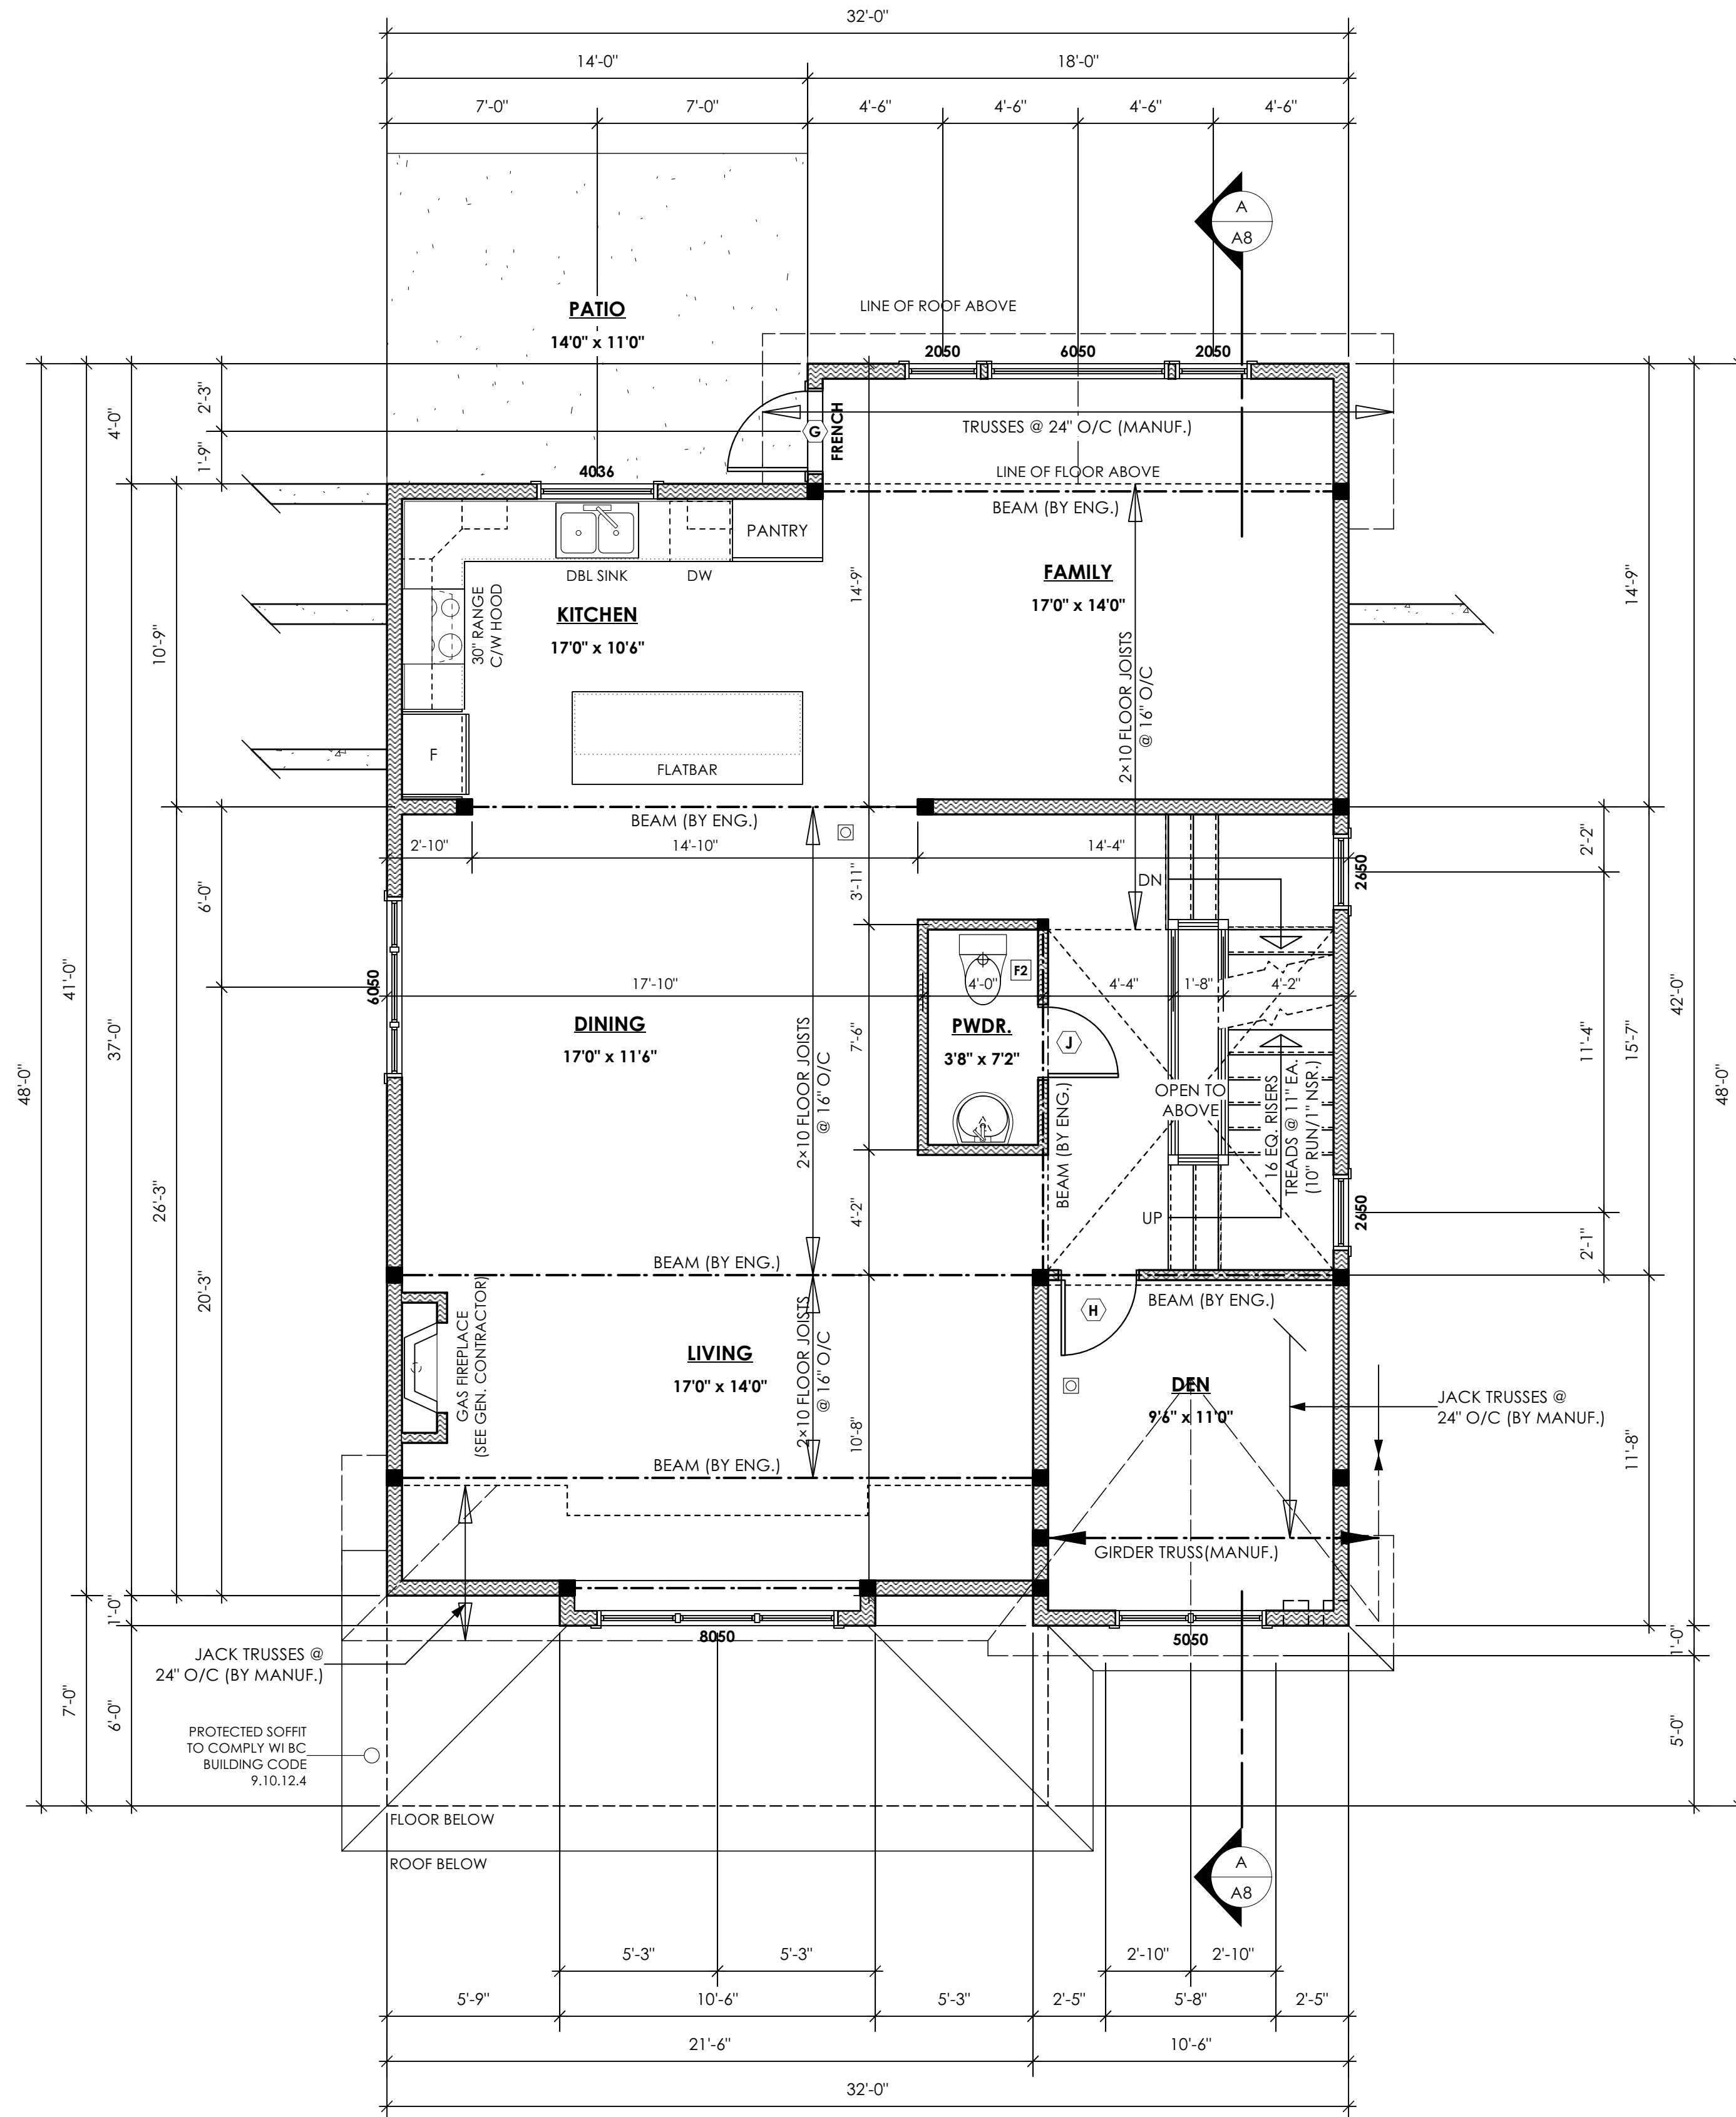 32'-0"
14'-0"
18'-0"
7'-0"
7'-0"
4'-6"
4'-6"
4'-6"
4'-6"
A
A8
PATIO
14'0" x 11'0"
LINE OF ROOF ABOVE
2050
6050
2050
G
FRENCH
TRUSSES @ 24" O/C (MANUF.)
LINE OF FLOOR ABOVE
BEAM (BY ENG.)
4036
PANTRY
DBL SINK
DW
30" RANGE
C/W HOOD
KITCHEN
17'0" x 10'6"
FAMILY
17'0" x 14'0"
2×10 FLOOR JOISTS
@ 16" O/C
F
FLATBAR
BEAM (BY ENG.)
2'-10"
14'-10"
14'-4"
14'-9"
3'-11"
7'-6"
4'-2"
10'-8"
DN
2650
6050
17'-10"
4'-0"
4'-4"
1'-8"
4'-2"
F2
DINING
17'0" x 11'6"
PWDR.
3'8" x 7'2"
J
2×10 FLOOR JOISTS
@ 16" O/C
BEAM (BY ENG.)
OPEN TO
ABOVE
16 EQ. RISERS
TREADS @ 11" EA.
(10" RUN/1" NSR.)
UP
2650
BEAM (BY ENG.)
BEAM (BY ENG.)
H
GAS FIREPLACE
(SEE GEN. CONTRACTOR)
LIVING
17'0" x 14'0"
2×10 FLOOR JOISTS
@ 16" O/C
DEN
9'6" x 11'0"
JACK TRUSSES @
24" O/C (BY MANUF.)
BEAM (BY ENG.)
GIRDER TRUSS(MANUF.)
8050
5050
JACK TRUSSES @
24" O/C (BY MANUF.)
PROTECTED SOFFIT
TO COMPLY WI BC
BUILDING CODE
9.10.12.4
FLOOR BELOW
ROOF BELOW
A
A8
48'-0"
41'-0"
7'-0"
4'-0"
37'-0"
1'-0"
6'-0"
10'-9"
26'-3"
2'-3"
1'-9"
6'-0"
20'-3"
2'-2"
11'-4"
2'-1"
14'-9"
15'-7"
11'-8"
42'-0"
1'-0"
5'-0"
48'-0"
5'-3"
5'-3"
2'-10"
2'-10"
5'-9"
10'-6"
5'-3"
2'-5"
5'-8"
2'-5"
21'-6"
10'-6"
32'-0"